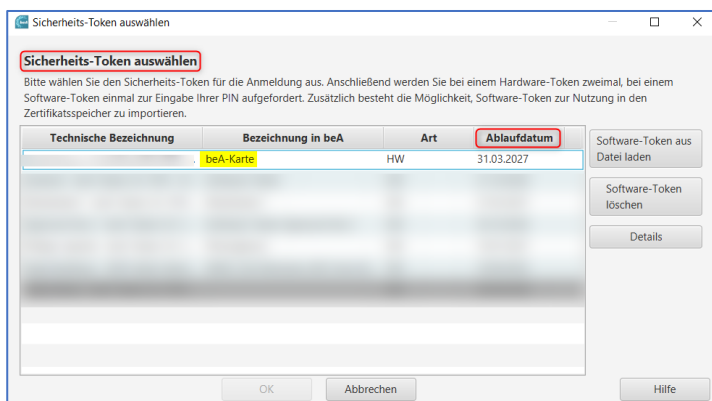 Sicherheits-Token auswählen
Sicherheits-Token auswählen
Bitte wählen Sie den Sicherheits-Token für die Anmeldung aus. Anschließend werden Sie bei einem Hardware-Token zweimal, bei einem
Software-Token einmal zur Eingabe Ihrer PIN aufgefordert. Zusätzlich besteht die Möglichkeit, Software-Token zur Nutzung in den
Zertifikatsspeicher zu importieren.
Technische Bezeichnung Bezeichnung in beA Art Ablaufdatum
beA-Karte HW 31.03.2027
Software-Token aus
Datei laden
Software-Token
löschen
Details
OK Abbrechen Hilfe